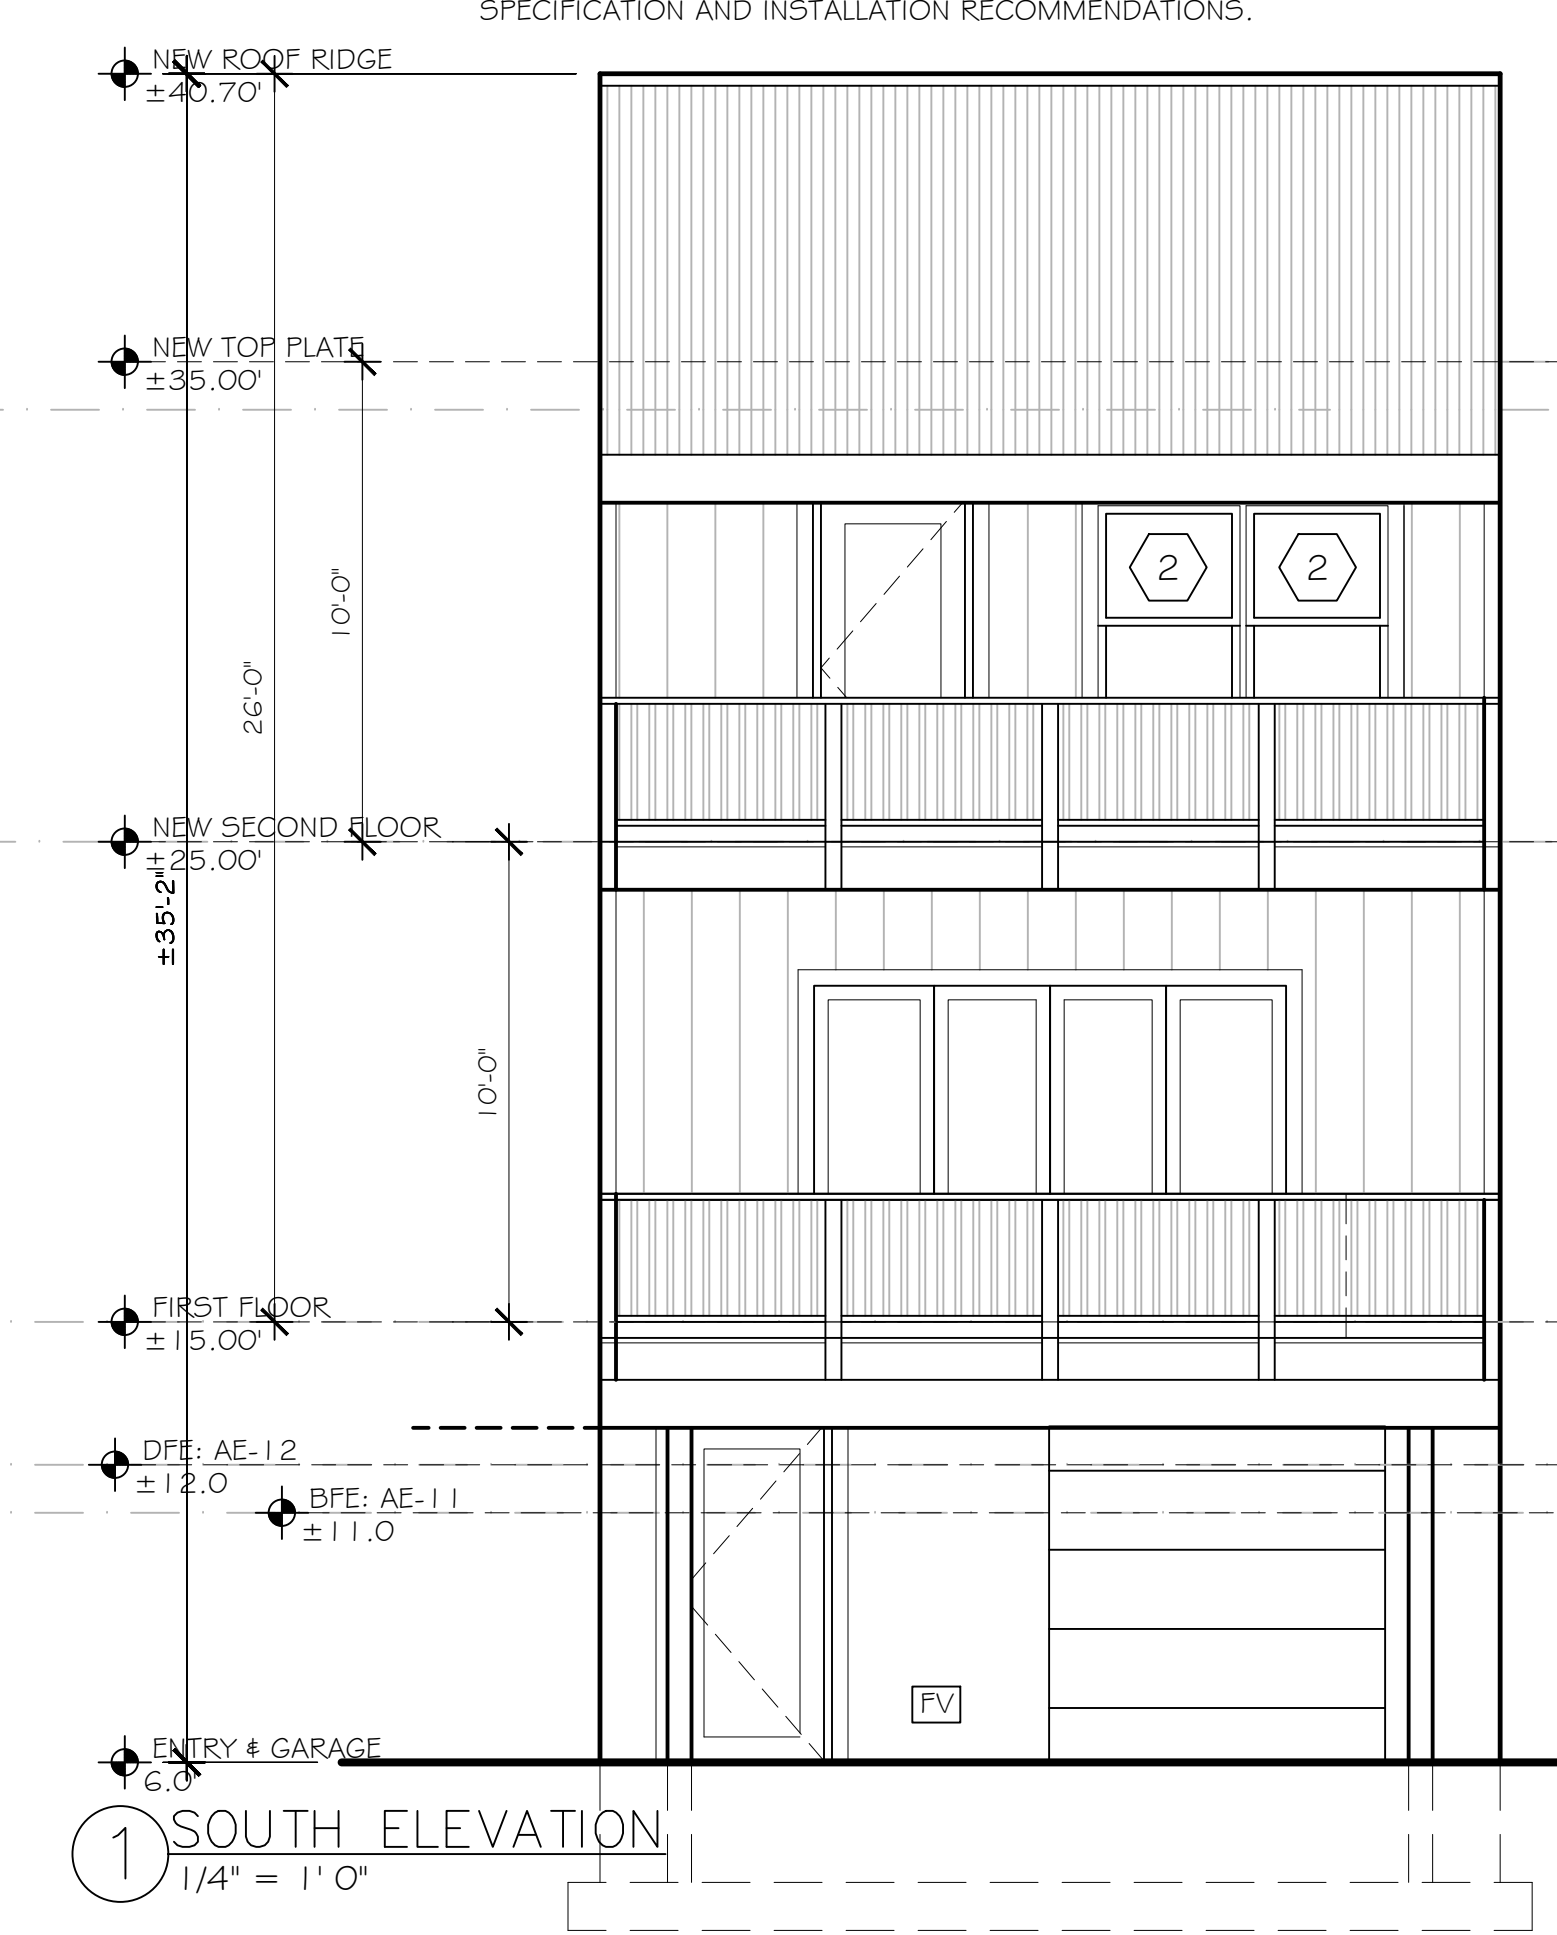 SPECIFICATION AND INSTALLATION RECOMMENDATIONS.
NEW ROOF RIDGE
±40.70'
NEW TOP PLATE
±35.00'
10'-0"
26'-0"
2
2
NEW SECOND FLOOR
±25.00'
±35'-2"
10'-0"
FIRST FLOOR
±15.00'
DFE: AE-12
±12.0
BFE: AE-11
±11.0
FV
ENTRY & GARAGE
6.0'
1
SOUTH ELEVATION
1/4" = 1' 0"